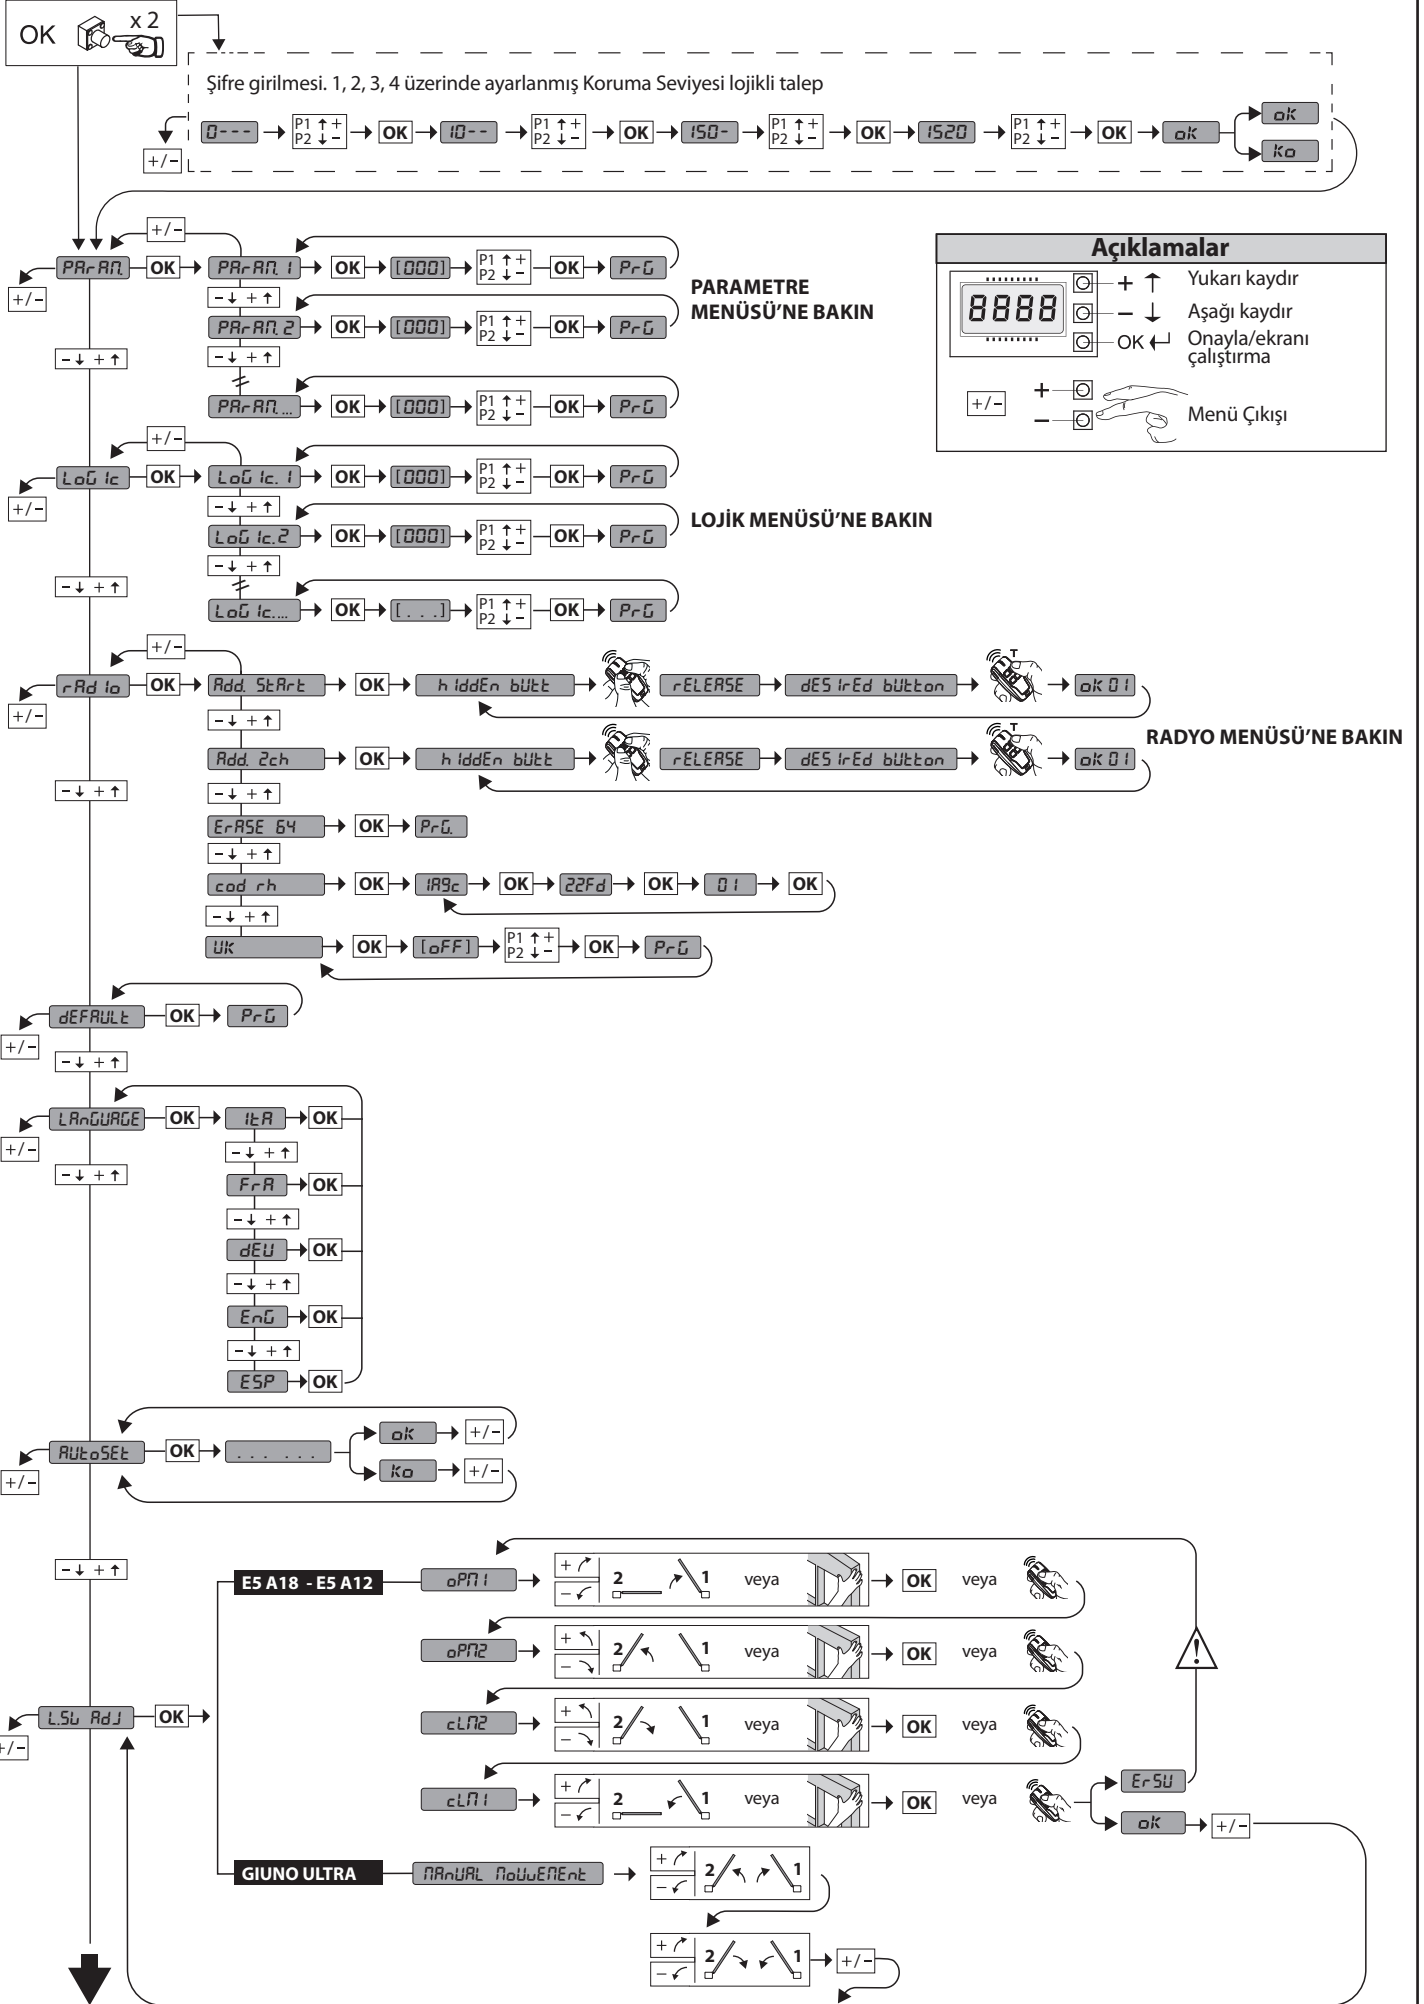 OK x 2
Şifre girilmesi. 1, 2, 3, 4 üzerinde ayarlanmış Koruma Seviyesi lojikli talep
+/-
0--- P1 ↑ + P2 ↓ - OK 10-- P1 ↑ + P2 ↓ - OK 150- P1 ↑ + P2 ↓ - OK 1520 P1 ↑ + P2 ↓ - OK oK
oK
Ko
Açıklamalar
8888
+ ↑ Yukarı kaydır
- ↓ Aşağı kaydır
OK ↵ Onayla/ekranı
çalıştırma
+/- + - Menü Çıkışı
+/-
PArAM. OK PArAM. 1 OK [000] P1 ↑ + P2 ↓ - OK PrG
+/-
- ↓ + ↑
PArAM. 2 OK [000] P1 ↑ + P2 ↓ - OK PrG
- ↓ + ↑
PArAM. ... OK [000] P1 ↑ + P2 ↓ - OK PrG
PARAMETRE
MENÜSÜ'NE BAKIN
- ↓ + ↑
+/-
LoGIc OK LoGIc. 1 OK [000] P1 ↑ + P2 ↓ - OK PrG
+/-
- ↓ + ↑
LoGIc.2 OK [000] P1 ↑ + P2 ↓ - OK PrG
- ↓ + ↑
LoGIc.... OK [. . .] P1 ↑ + P2 ↓ - OK PrG
LOJİK MENÜSÜ'NE BAKIN
- ↓ + ↑
+/-
rAdIo OK Add. StArt OK hIddEn bUtt rELEASE dESIrEd bUtton T oK 01
+/-
- ↓ + ↑
Add. 2ch OK hIddEn bUtt rELEASE dESIrEd bUtton T oK 01
RADYO MENÜSÜ'NE BAKIN
- ↓ + ↑
- ↓ + ↑
ErASE 64 OK PrG.
- ↓ + ↑
cod rh OK 1A9c OK 22Fd OK 01 OK
- ↓ + ↑
UK OK [oFF] P1 ↑ + P2 ↓ - OK PrG
dEFAULt OK PrG
+/-
- ↓ + ↑
LAnGUAGE OK ItA OK
+/-
- ↓ + ↑
- ↓ + ↑
FrA OK
- ↓ + ↑
dEU OK
- ↓ + ↑
EnG OK
- ↓ + ↑
ESP OK
AUtoSEt OK . . . . . .
oK +/-
Ko +/-
+/-
- ↓ + ↑
E5 A18 - E5 A12 oPM1 + - 2 1 veya OK veya
oPM2 + - 2 1 veya OK veya
L.SW AdJ OK
+/-
cLM2 + - 2 1 veya OK veya
cLM1 + - 2 1 veya OK veya
ErSW
!
oK +/-
GIUNO ULTRA MAnUAL MoUvEMEnt + - 2 1
+ - 2 1 +/-